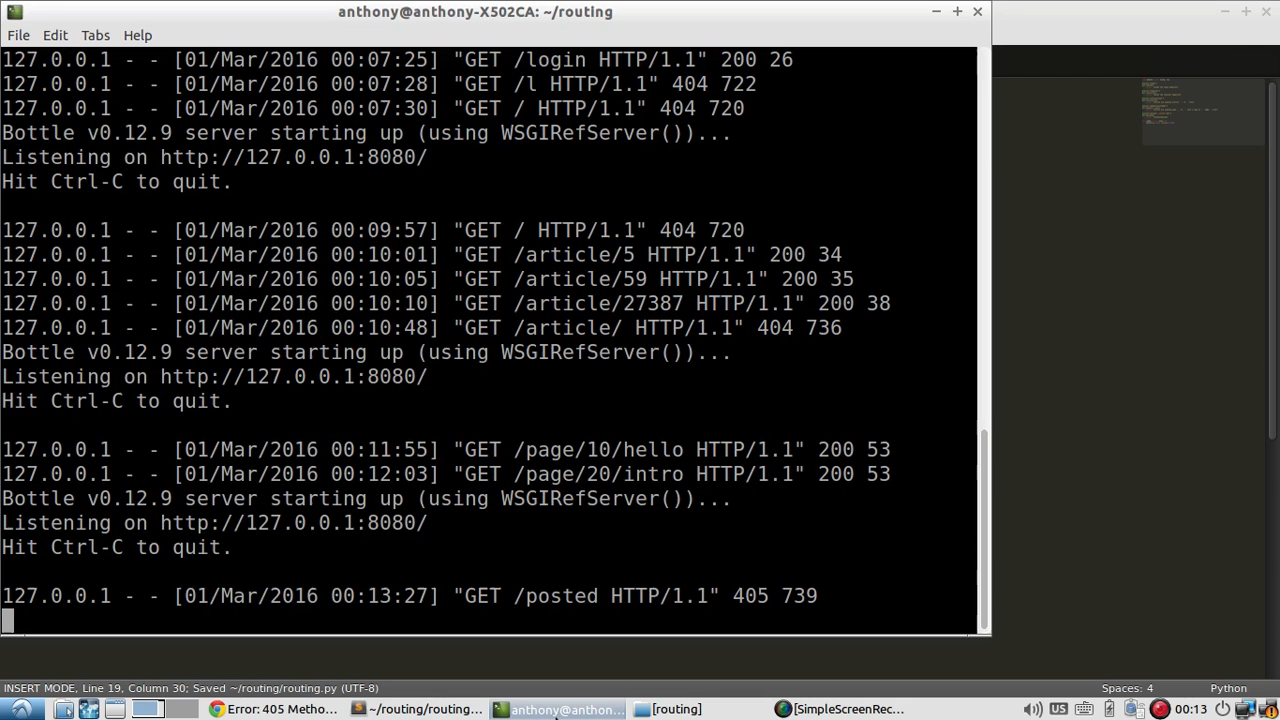 anthony@anthony-X502CA: ~/routing
File Edit Tabs Help
127.0.0.1 - - [01/Mar/2016 00:07:25] "GET /login HTTP/1.1" 200 26
127.0.0.1 - - [01/Mar/2016 00:07:28] "GET /l HTTP/1.1" 404 722
127.0.0.1 - - [01/Mar/2016 00:07:30] "GET / HTTP/1.1" 404 720
Bottle v0.12.9 server starting up (using WSGIRefServer())...
Listening on http://127.0.0.1:8080/
Hit Ctrl-C to quit.
127.0.0.1 - - [01/Mar/2016 00:09:57] "GET / HTTP/1.1" 404 720
127.0.0.1 - - [01/Mar/2016 00:10:01] "GET /article/5 HTTP/1.1" 200 34
127.0.0.1 - - [01/Mar/2016 00:10:05] "GET /article/59 HTTP/1.1" 200 35
127.0.0.1 - - [01/Mar/2016 00:10:10] "GET /article/27387 HTTP/1.1" 200 38
127.0.0.1 - - [01/Mar/2016 00:10:48] "GET /article/ HTTP/1.1" 404 736
Bottle v0.12.9 server starting up (using WSGIRefServer())...
Listening on http://127.0.0.1:8080/
Hit Ctrl-C to quit.
127.0.0.1 - - [01/Mar/2016 00:11:55] "GET /page/10/hello HTTP/1.1" 200 53
127.0.0.1 - - [01/Mar/2016 00:12:03] "GET /page/20/intro HTTP/1.1" 200 53
Bottle v0.12.9 server starting up (using WSGIRefServer())...
Listening on http://127.0.0.1:8080/
Hit Ctrl-C to quit.
127.0.0.1 - - [01/Mar/2016 00:13:27] "GET /posted HTTP/1.1" 405 739
INSERT MODE, Line 19, Column 30; Saved ~/routing/routing.py (UTF-8) Spaces: 4 Python
Error: 405 Metho... ~/routing/routing... anthony@anthon... [routing] [SimpleScreenRec... US 00:13